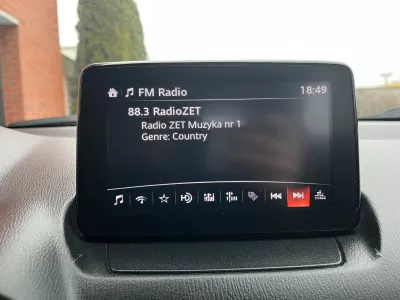 FM Radio 18:49
88.3 RadioZET
Radio ZET Muzyka nr 1
Genre: Country